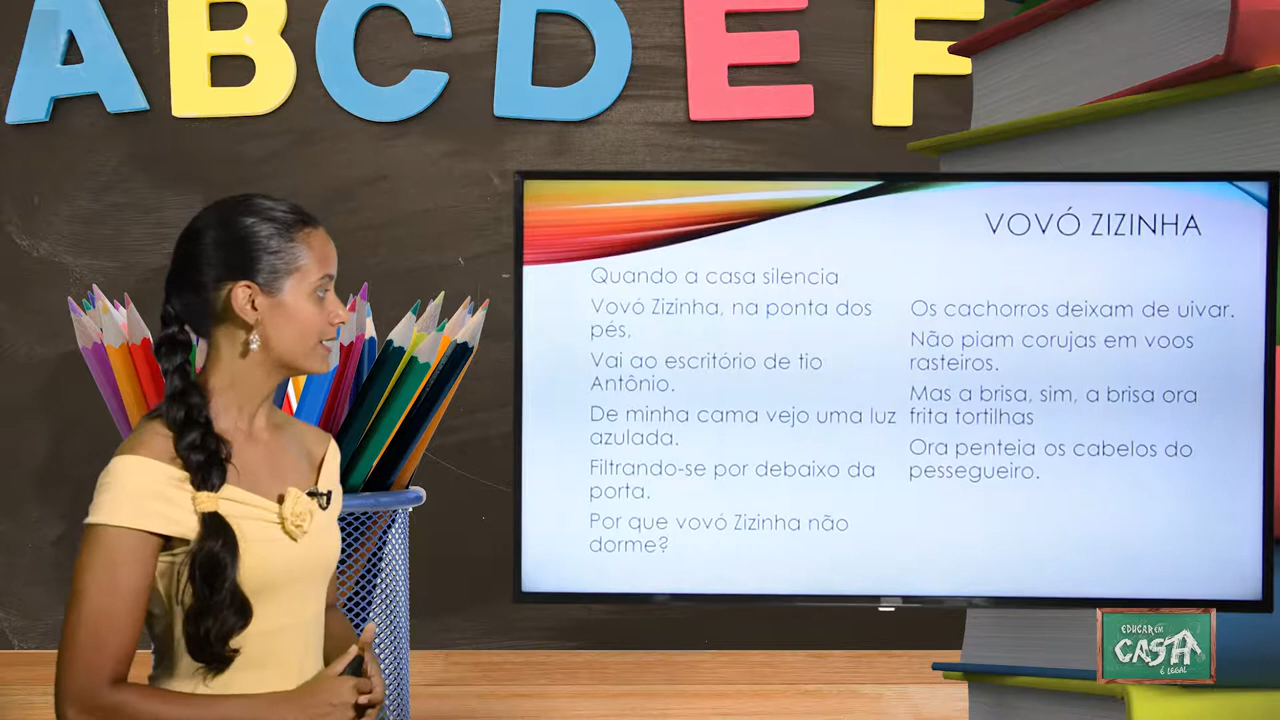 A B C D E F
VOVÓ ZIZINHA
Quando a casa silencia
Vovó Zizinha, na ponta dos
pés,
Vai ao escritório de tio
Antônio.
De minha cama vejo uma luz
azulada.
Filtrando-se por debaixo da
porta.
Por que vovó Zizinha não
dorme?
Os cachorros deixam de uivar.
Não piam corujas em voos
rasteiros.
Mas a brisa, sim, a brisa ora
frita tortilhas
Ora penteia os cabelos do
pessegueiro.
EDUCAR EM
CASA
É LEGAL